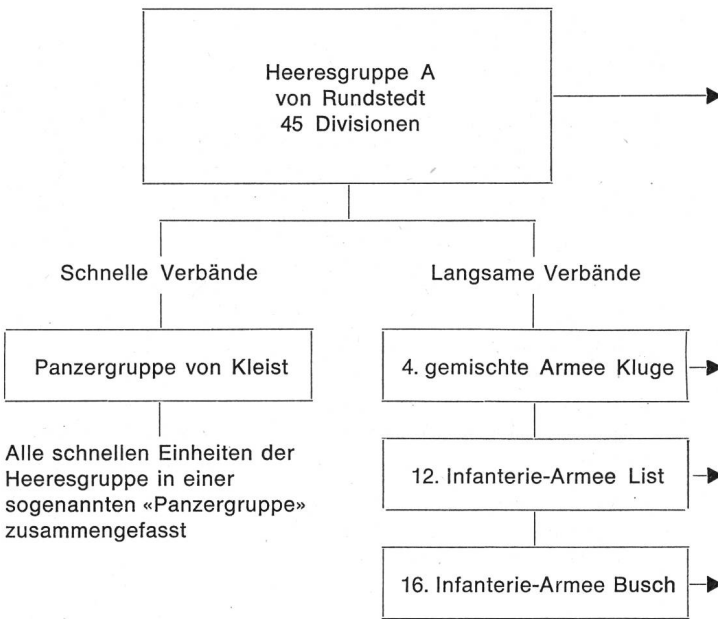 Heeresgruppe A
von Rundstedt
45 Divisionen
Schnelle Verbände
Langsame Verbände
Panzergruppe von Kleist
4. gemischte Armee Kluge
Alle schnellen Einheiten der
Heeresgruppe in einer
sogenannten «Panzergruppe»
zusammengefasst
12. Infanterie-Armee List
16. Infanterie-Armee Busch